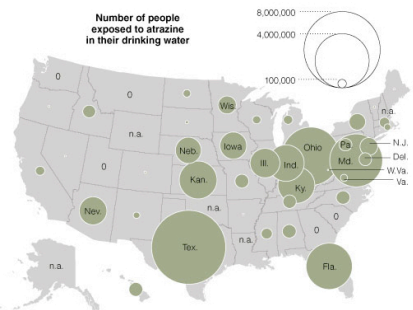 Number of people
exposed to atrazine
in their drinking water
8,000,000
4,000,000
100,000
0
0
n.a.
Wis.
n.a.
0
Neb.
Iowa
Ill.
Ind.
Ohio
Pa.
N.J.
Md.
Del.
W.Va.
Va.
Kan.
Ky.
Nev.
n.a.
Tex.
n.a.
0
0
Fla.
n.a.